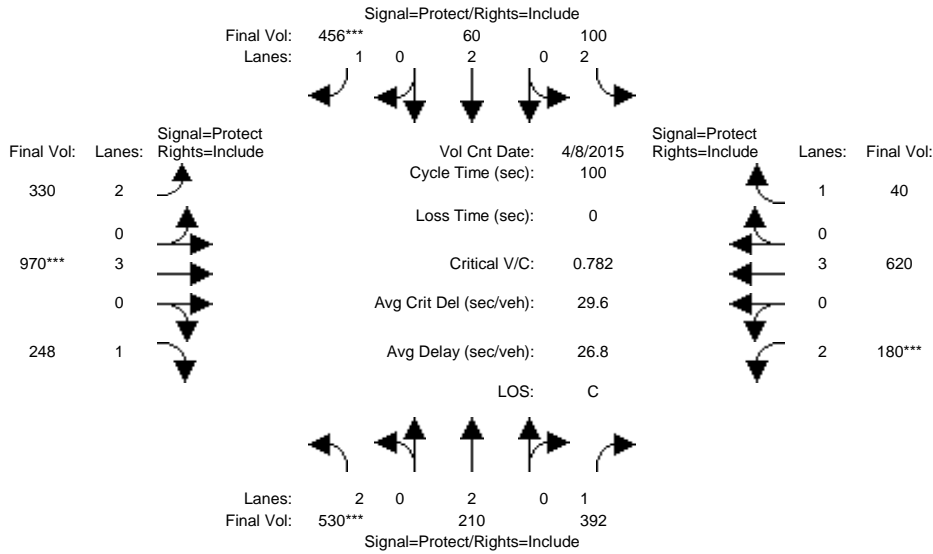 Signal=Protect/Rights=Include
Final Vol: 456*** 60 100
Lanes: 1 0 2 0 2
Signal=Protect
Final Vol: Lanes: Rights=Include
Vol Cnt Date: 4/8/2015
Signal=Protect
Rights=Include Lanes: Final Vol:
Cycle Time (sec): 100
330 2
1 40
Loss Time (sec): 0
0
0
970*** 3
Critical V/C: 0.782
3 620
0
Avg Crit Del (sec/veh): 29.6
0
248 1
Avg Delay (sec/veh): 26.8
2 180***
LOS: C
Lanes: 2 0 2 0 1
Final Vol: 530*** 210 392
Signal=Protect/Rights=Include